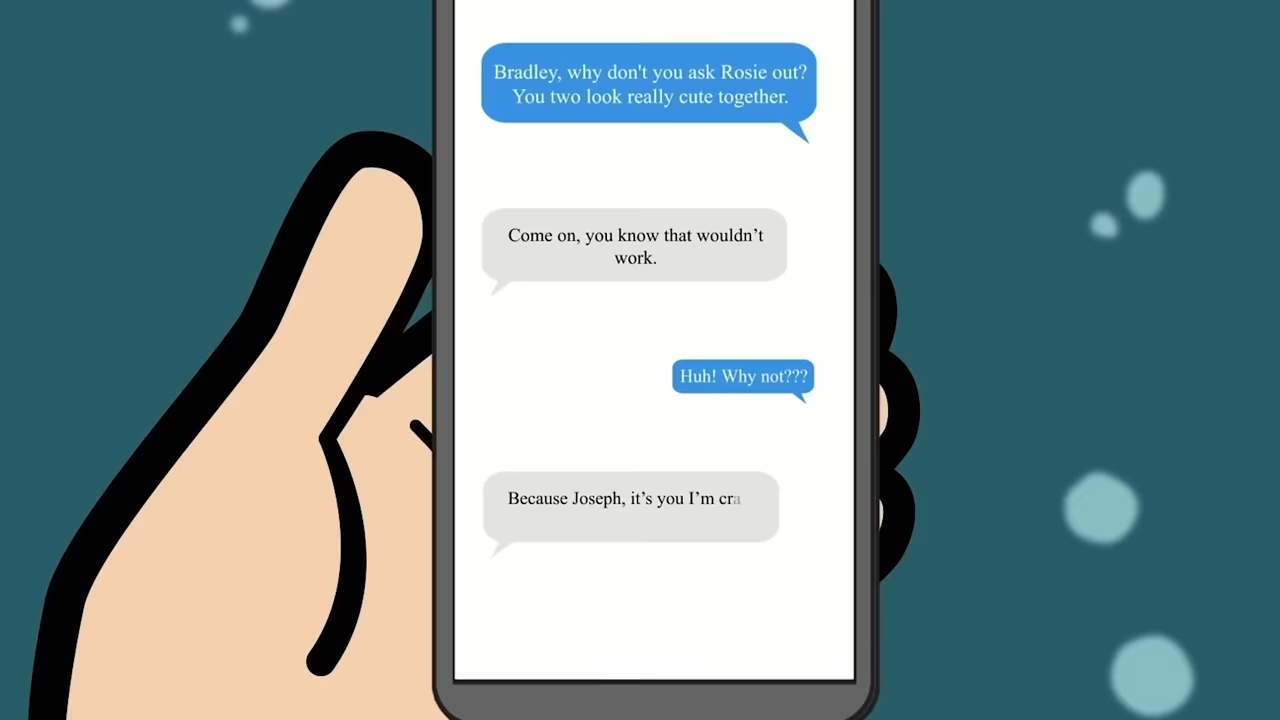 Bradley, why don't you ask Rosie out?
You two look really cute together.
Come on, you know that wouldn’t
work.
Huh! Why not???
Because Joseph, it’s you I’m cra